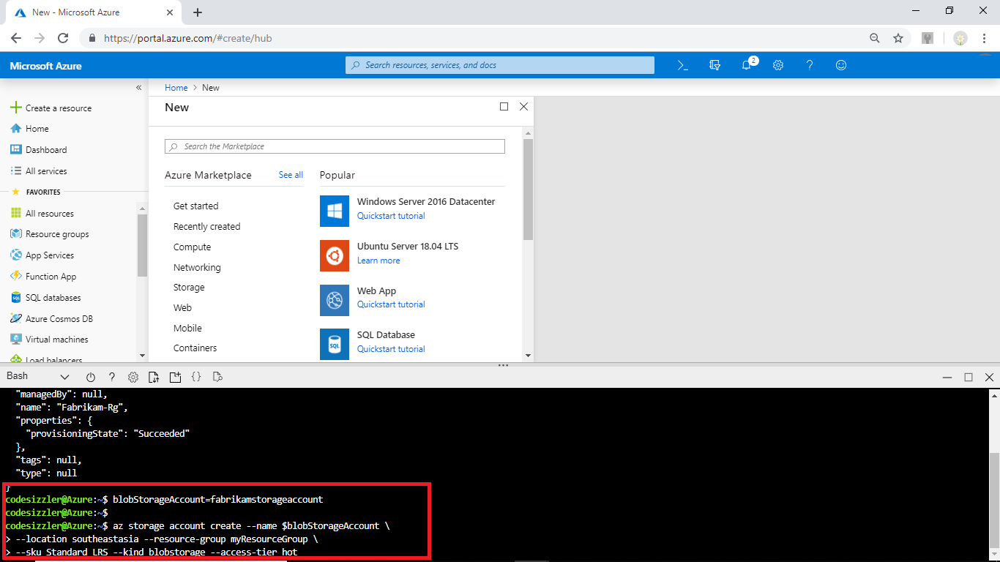 New - Microsoft Azure
https://portal.azure.com/#create/hub
Microsoft Azure
Search resources, services, and docs
2
Home > New
Create a resource
Home
Dashboard
All services
FAVORITES
All resources
Resource groups
App Services
Function App
SQL databases
Azure Cosmos DB
Virtual machines
Load balancers
New
Search the Marketplace
Azure Marketplace
See all
Get started
Recently created
Compute
Networking
Storage
Web
Mobile
Containers
Popular
Windows Server 2016 Datacenter
Quickstart tutorial
Ubuntu Server 18.04 LTS
Learn more
Web App
Quickstart tutorial
SQL
SQL Database
Quickstart tutorial
Bash
"managedBy": null,
"name": "Fabrikam-Rg",
"properties": {
"provisioningState": "Succeeded"
},
"tags": null,
"type": null
}
codesizzler@Azure:~$ blobStorageAccount=fabrikamstorageaccount
codesizzler@Azure:~$
codesizzler@Azure:~$ az storage account create --name $blobStorageAccount \
> --location southeastasia --resource-group myResourceGroup \
> --sku Standard_LRS --kind blobstorage --access-tier hot